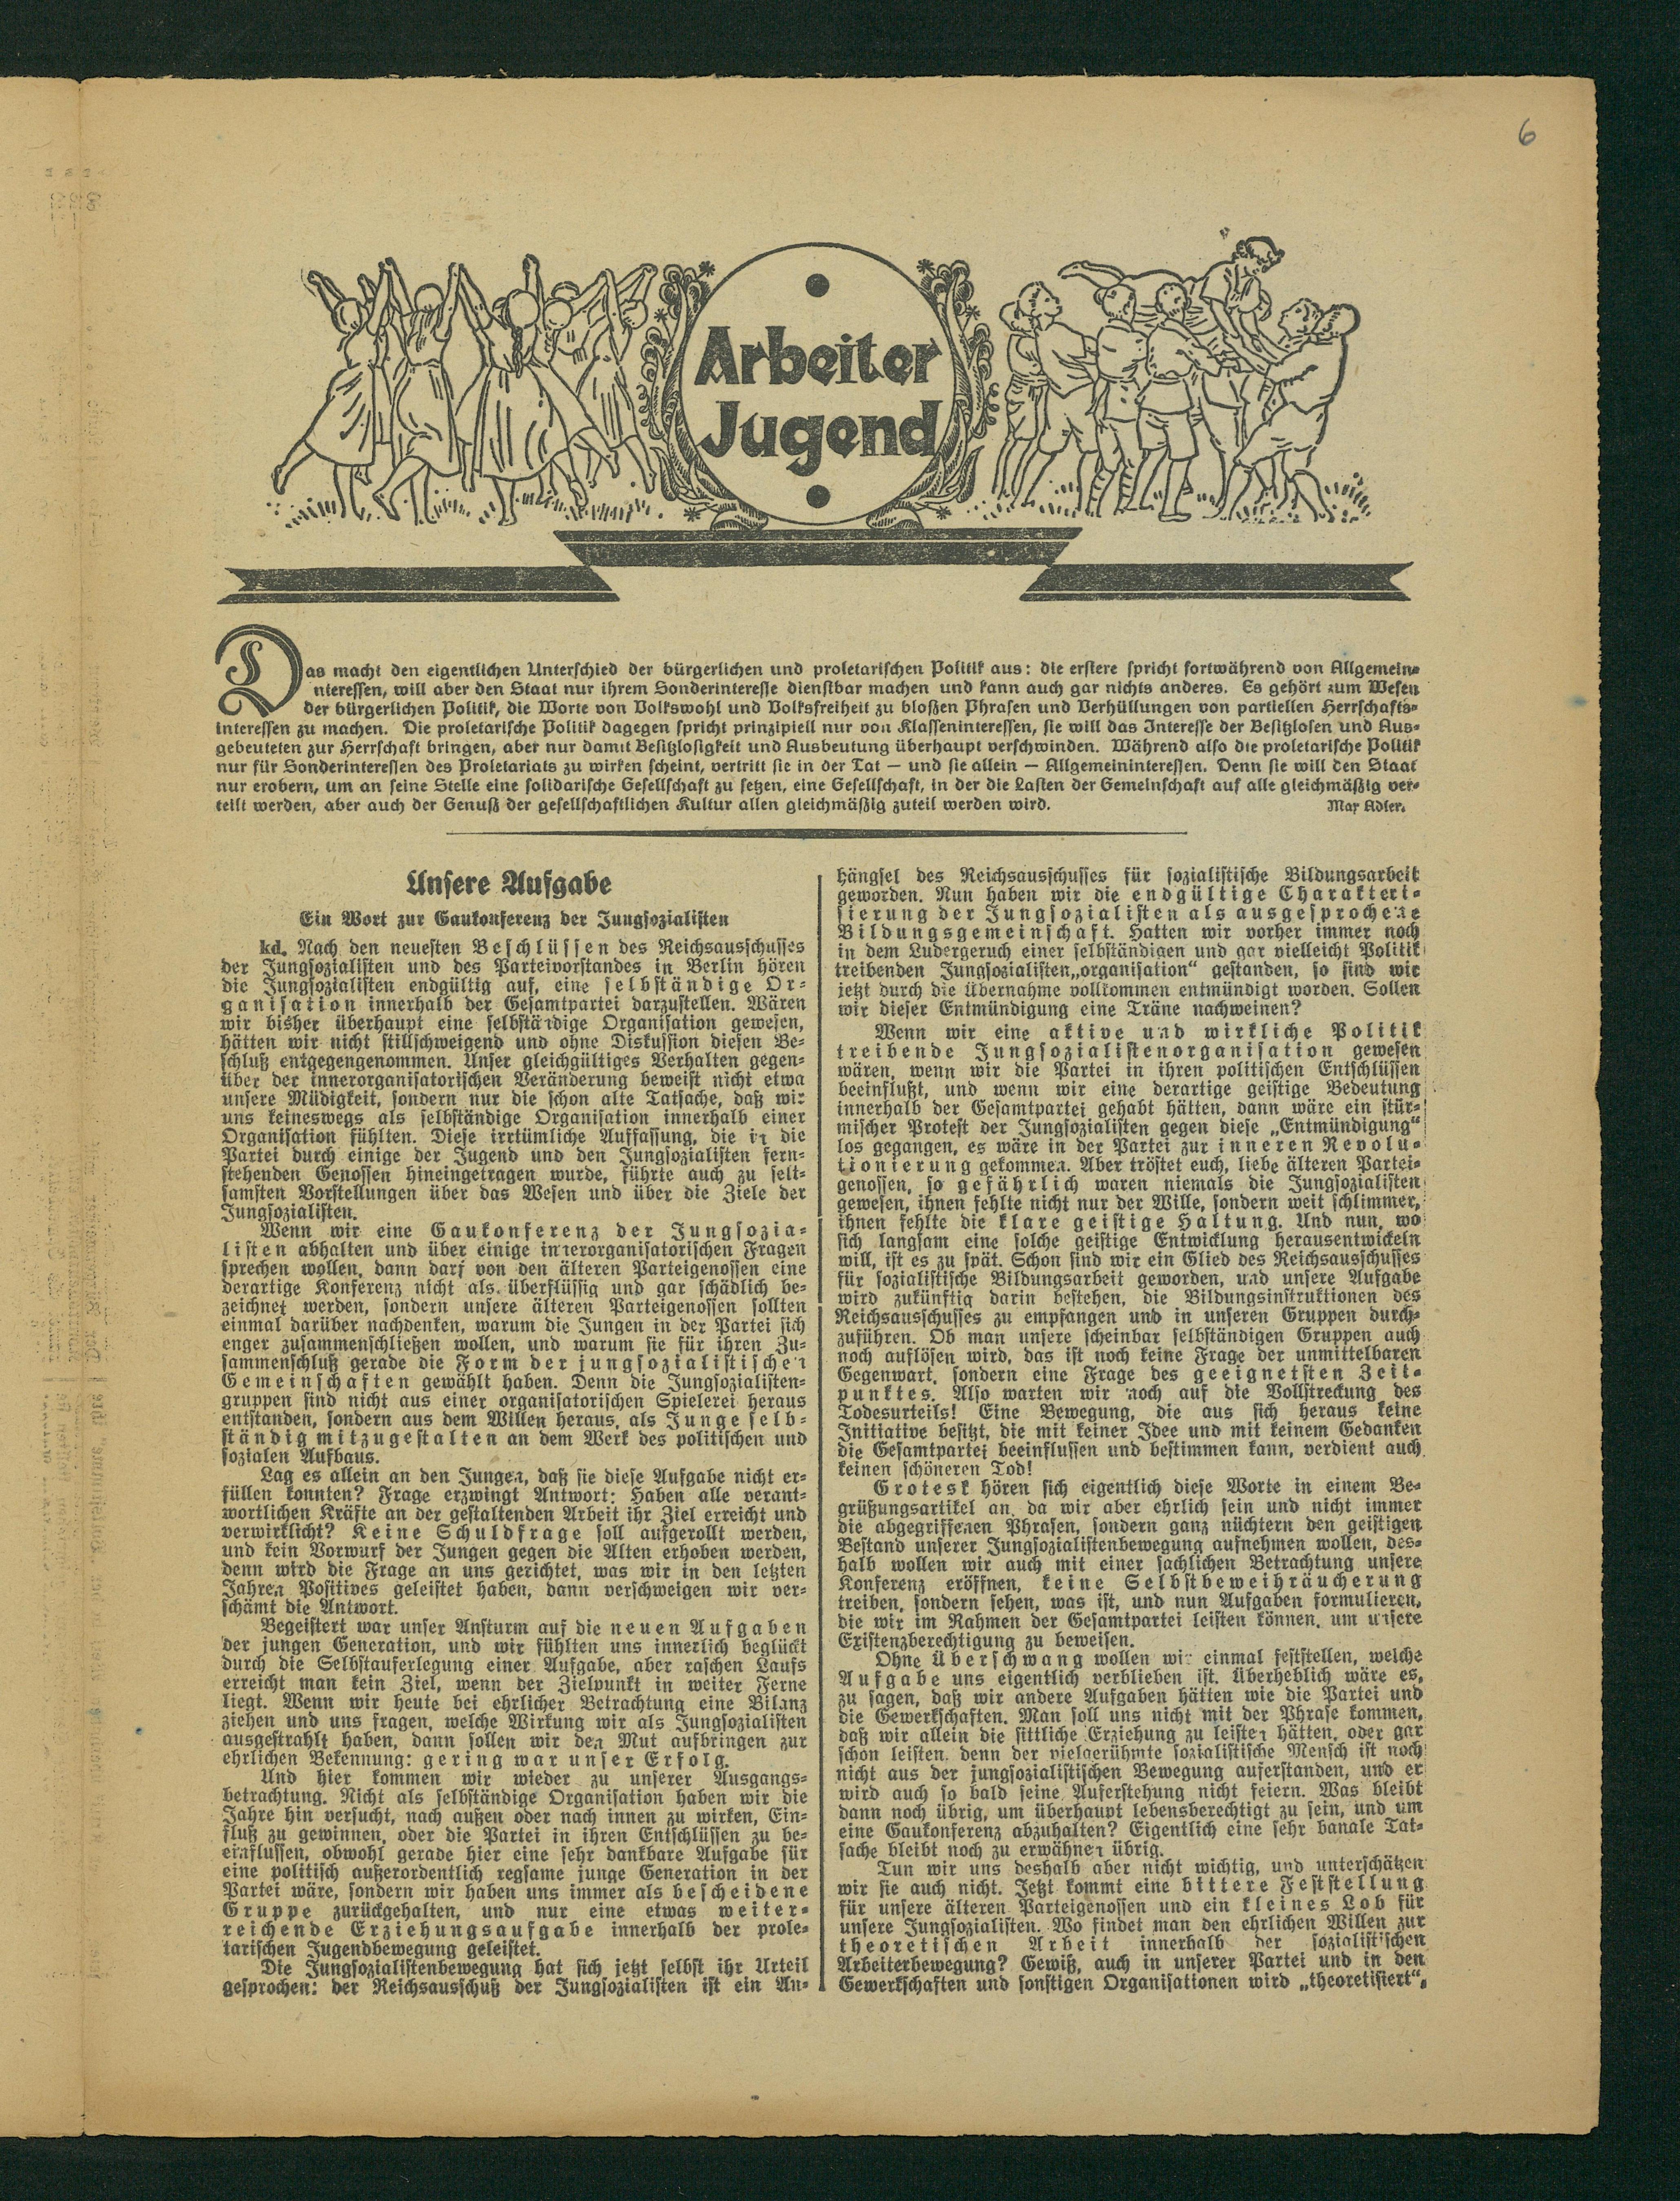 6
Arbeiter
Jugend
Das macht den eigentlichen Unterschied der bürgerlichen und proletarischen Politik aus: die erstere spricht fortwährend von Allgemein-
nteressen, will aber den Staat nur ihrem Sonderinteresse dienstbar machen und kann auch gar nichts anderes. Es gehört zum Wesen
der bürgerlichen Politik, die Worte von Volkswohl und Volksfreiheit zu bloßen Phrasen und Verhüllungen von partiellen Herrschafts-
interessen zu machen. Die proletarische Politik dagegen spricht prinzipiell nur von Klasseninteressen, sie will das Interesse der Besitzlosen und Aus-
gebeuteten zur Herrschaft bringen, aber nur damit Besitzlosigkeit und Ausbeutung überhaupt verschwinden. Während also die proletarische Politik
nur für Sonderinteressen des Proletariats zu wirken scheint, vertritt sie in der Tat — und sie allein — Allgemeininteressen. Denn sie will den Staat
nur erobern, um an seine Stelle eine solidarische Gesellschaft zu setzen, eine Gesellschaft, in der die Lasten der Gemeinschaft auf alle gleichmäßig ver-
teilt werden, aber auch der Genuß der gesellschaftlichen Kultur allen gleichmäßig zuteil werden wird. Max Adler.
Unsere Aufgabe
Ein Wort zur Gaukonferenz der Jungsozialisten
kd. Nach den neuesten Beschlüssen des Reichsausschusses
der Jungsozialisten und des Parteivorstandes in Berlin hören
die Jungsozialisten endgültig auf, eine selbständige Or-
ganisation innerhalb der Gesamtpartei darzustellen. Wären
wir bisher überhaupt eine selbständige Organisation gewesen,
hätten wir nicht stillschweigend und ohne Diskussion diesen Be-
schluß entgegengenommen. Unser gleichgültiges Verhalten gegen-
über der innerorganisatorischen Veränderung beweist nicht etwa
unsere Müdigkeit, sondern nur die schon alte Tatsache, daß wir
uns keineswegs als selbständige Organisation innerhalb einer
Organisation fühlten. Diese irrtümliche Auffassung, die in die
Partei durch einige der Jugend und den Jungsozialisten fern-
stehenden Genossen hineingetragen wurde, führte auch zu selt-
samsten Vorstellungen über das Wesen und über die Ziele der
Jungsozialisten.
Wenn wir eine Gaukonferenz der Jungsozia-
listen abhalten und über einige innerorganisatorischen Fragen
sprechen wollen, dann darf von den älteren Parteigenossen eine
derartige Konferenz nicht als überflüssig und gar schädlich be-
zeichnet werden, sondern unsere älteren Parteigenossen sollten
einmal darüber nachdenken, warum die Jungen in der Partei sich
enger zusammenschließen wollen, und warum sie für ihren Zu-
sammenschluß gerade die Form der jungsozialistischen
Gemeinschaften gewählt haben. Denn die Jungsozialisten-
gruppen sind nicht aus einer organisatorischen Spielerei heraus
entstanden, sondern aus dem Willen heraus, als Junge selb-
ständig mitzugestalten an dem Werk des politischen und
sozialen Aufbaus.
Lag es allein an den Jungen, daß sie diese Aufgabe nicht er-
füllen konnten? Frage erzwingt Antwort: Haben alle verant-
wortlichen Kräfte an der gestaltenden Arbeit ihr Ziel erreicht und
verwirklicht? Keine Schuldfrage soll aufgerollt werden,
und kein Vorwurf der Jungen gegen die Alten erhoben werden,
denn wird die Frage an uns gerichtet, was wir in den letzten
Jahren Positives geleistet haben, dann verschweigen wir ver-
schämt die Antwort.
Begeistert war unser Ansturm auf die neuen Aufgaben
der jungen Generation, und wir fühlten uns innerlich beglückt
durch die Selbstauferlegung einer Aufgabe, aber raschen Laufs
erreicht man kein Ziel, wenn der Zielpunkt in weiter Ferne
liegt. Wenn wir heute bei ehrlicher Betrachtung eine Bilanz
ziehen und uns fragen, welche Wirkung wir als Jungsozialisten
ausgestrahlt haben, dann sollen wir den Mut aufbringen zur
ehrlichen Bekennung: gering war unser Erfolg.
Und hier kommen wir wieder zu unserer Ausgangs-
betrachtung. Nicht als selbständige Organisation haben wir die
Jahre hin versucht, nach außen oder nach innen zu wirken, Ein-
fluß zu gewinnen, oder die Partei in ihren Entschlüssen zu be-
einflussen, obwohl gerade hier eine sehr dankbare Aufgabe für
eine politisch außerordentlich regsame junge Generation in der
Partei wäre, sondern wir haben uns immer als bescheidene
Gruppe zurückgehalten, und nur eine etwas weiter-
reichende Erziehungsaufgabe innerhalb der prole-
tarischen Jugendbewegung geleistet.
Die Jungsozialistenbewegung hat sich jetzt selbst ihr Urteil
gesprochen: der Reichsausschuß der Jungsozialisten ist ein An-
hängsel des Reichsausschusses für sozialistische Bildungsarbeit
geworden. Nun haben wir die endgültige Charakteri-
sierung der Jungsozialisten als ausgesprochene
Bildungsgemeinschaft. Hatten wir vorher immer noch
in dem Ludergeruch einer selbständigen und gar vielleicht Politik
treibenden Jungsozialisten„organisation“ gestanden, so sind wir
jetzt durch die Übernahme vollkommen entmündigt worden. Sollen
wir dieser Entmündigung eine Träne nachweinen?
Wenn wir eine aktive und wirkliche Politik
treibende Jungsozialistenorganisation gewesen
wären, wenn wir die Partei in ihren politischen Entschlüssen
beeinflußt, und wenn wir eine derartige geistige Bedeutung
innerhalb der Gesamtpartei gehabt hätten, dann wäre ein stür-
mischer Protest der Jungsozialisten gegen diese „Entmündigung“
los gegangen, es wäre in der Partei zur inneren Revolu-
tionierung gekommen. Aber tröstet euch, liebe älteren Partei-
genossen, so gefährlich waren niemals die Jungsozialisten
gewesen, ihnen fehlte nicht nur der Wille, sondern weit schlimmer,
ihnen fehlte die klare geistige Haltung. Und nun, wo
sich langsam eine solche geistige Entwicklung herausentwickeln
will, ist es zu spät. Schon sind wir ein Glied des Reichsausschusses
für sozialistische Bildungsarbeit geworden, und unsere Aufgabe
wird zukünftig darin bestehen, die Bildungsinstruktionen des
Reichsausschusses zu empfangen und in unseren Gruppen durch-
zuführen. Ob man unsere scheinbar selbständigen Gruppen auch
noch auflösen wird, das ist noch keine Frage der unmittelbaren
Gegenwart, sondern eine Frage des geeignetsten Zeit-
punktes. Also warten wir noch auf die Vollstreckung des
Todesurteils! Eine Bewegung, die aus sich heraus keine
Initiative besitzt, die mit keiner Idee und mit keinem Gedanken
die Gesamtpartei beeinflussen und bestimmen kann, verdient auch
keinen schöneren Tod!
Grotesk hören sich eigentlich diese Worte in einem Be-
grüßungsartikel an, da wir aber ehrlich sein und nicht immer
die abgegriffenen Phrasen, sondern ganz nüchtern den geistigen
Bestand unserer Jungsozialistenbewegung aufnehmen wollen, des-
halb wollen wir auch mit einer sachlichen Betrachtung unsere
Konferenz eröffnen, keine Selbstbeweihräucherung
treiben, sondern sehen, was ist, und nun Aufgaben formulieren,
die wir im Rahmen der Gesamtpartei leisten können, um unsere
Existenzberechtigung zu beweisen.
Ohne Überschwang wollen wir einmal feststellen, welche
Aufgabe uns eigentlich verblieben ist. Überheblich wäre es,
zu sagen, daß wir andere Aufgaben hätten wie die Partei und
die Gewerkschaften. Man soll uns nicht mit der Phrase kommen,
daß wir allein die sittliche Erziehung zu leisten hätten, oder gar
schon leisten, denn der vielgerühmte sozialistische Mensch ist noch
nicht aus der jungsozialistischen Bewegung auferstanden, und er
wird auch so bald seine Auferstehung nicht feiern. Was bleibt
dann noch übrig, um überhaupt lebensberechtigt zu sein, und um
eine Gaukonferenz abzuhalten? Eigentlich eine sehr banale Tat-
sache bleibt noch zu erwähnen übrig.
Tun wir uns deshalb aber nicht wichtig, und unterschätzen
wir sie auch nicht. Jetzt kommt eine bittere Feststellung
für unsere älteren Parteigenossen und ein kleines Lob für
unsere Jungsozialisten. Wo findet man den ehrlichen Willen zur
theoretischen Arbeit innerhalb der sozialistischen
Arbeiterbewegung? Gewiß, auch in unserer Partei und in den
Gewerkschaften und sonstigen Organisationen wird „theoretisiert“,